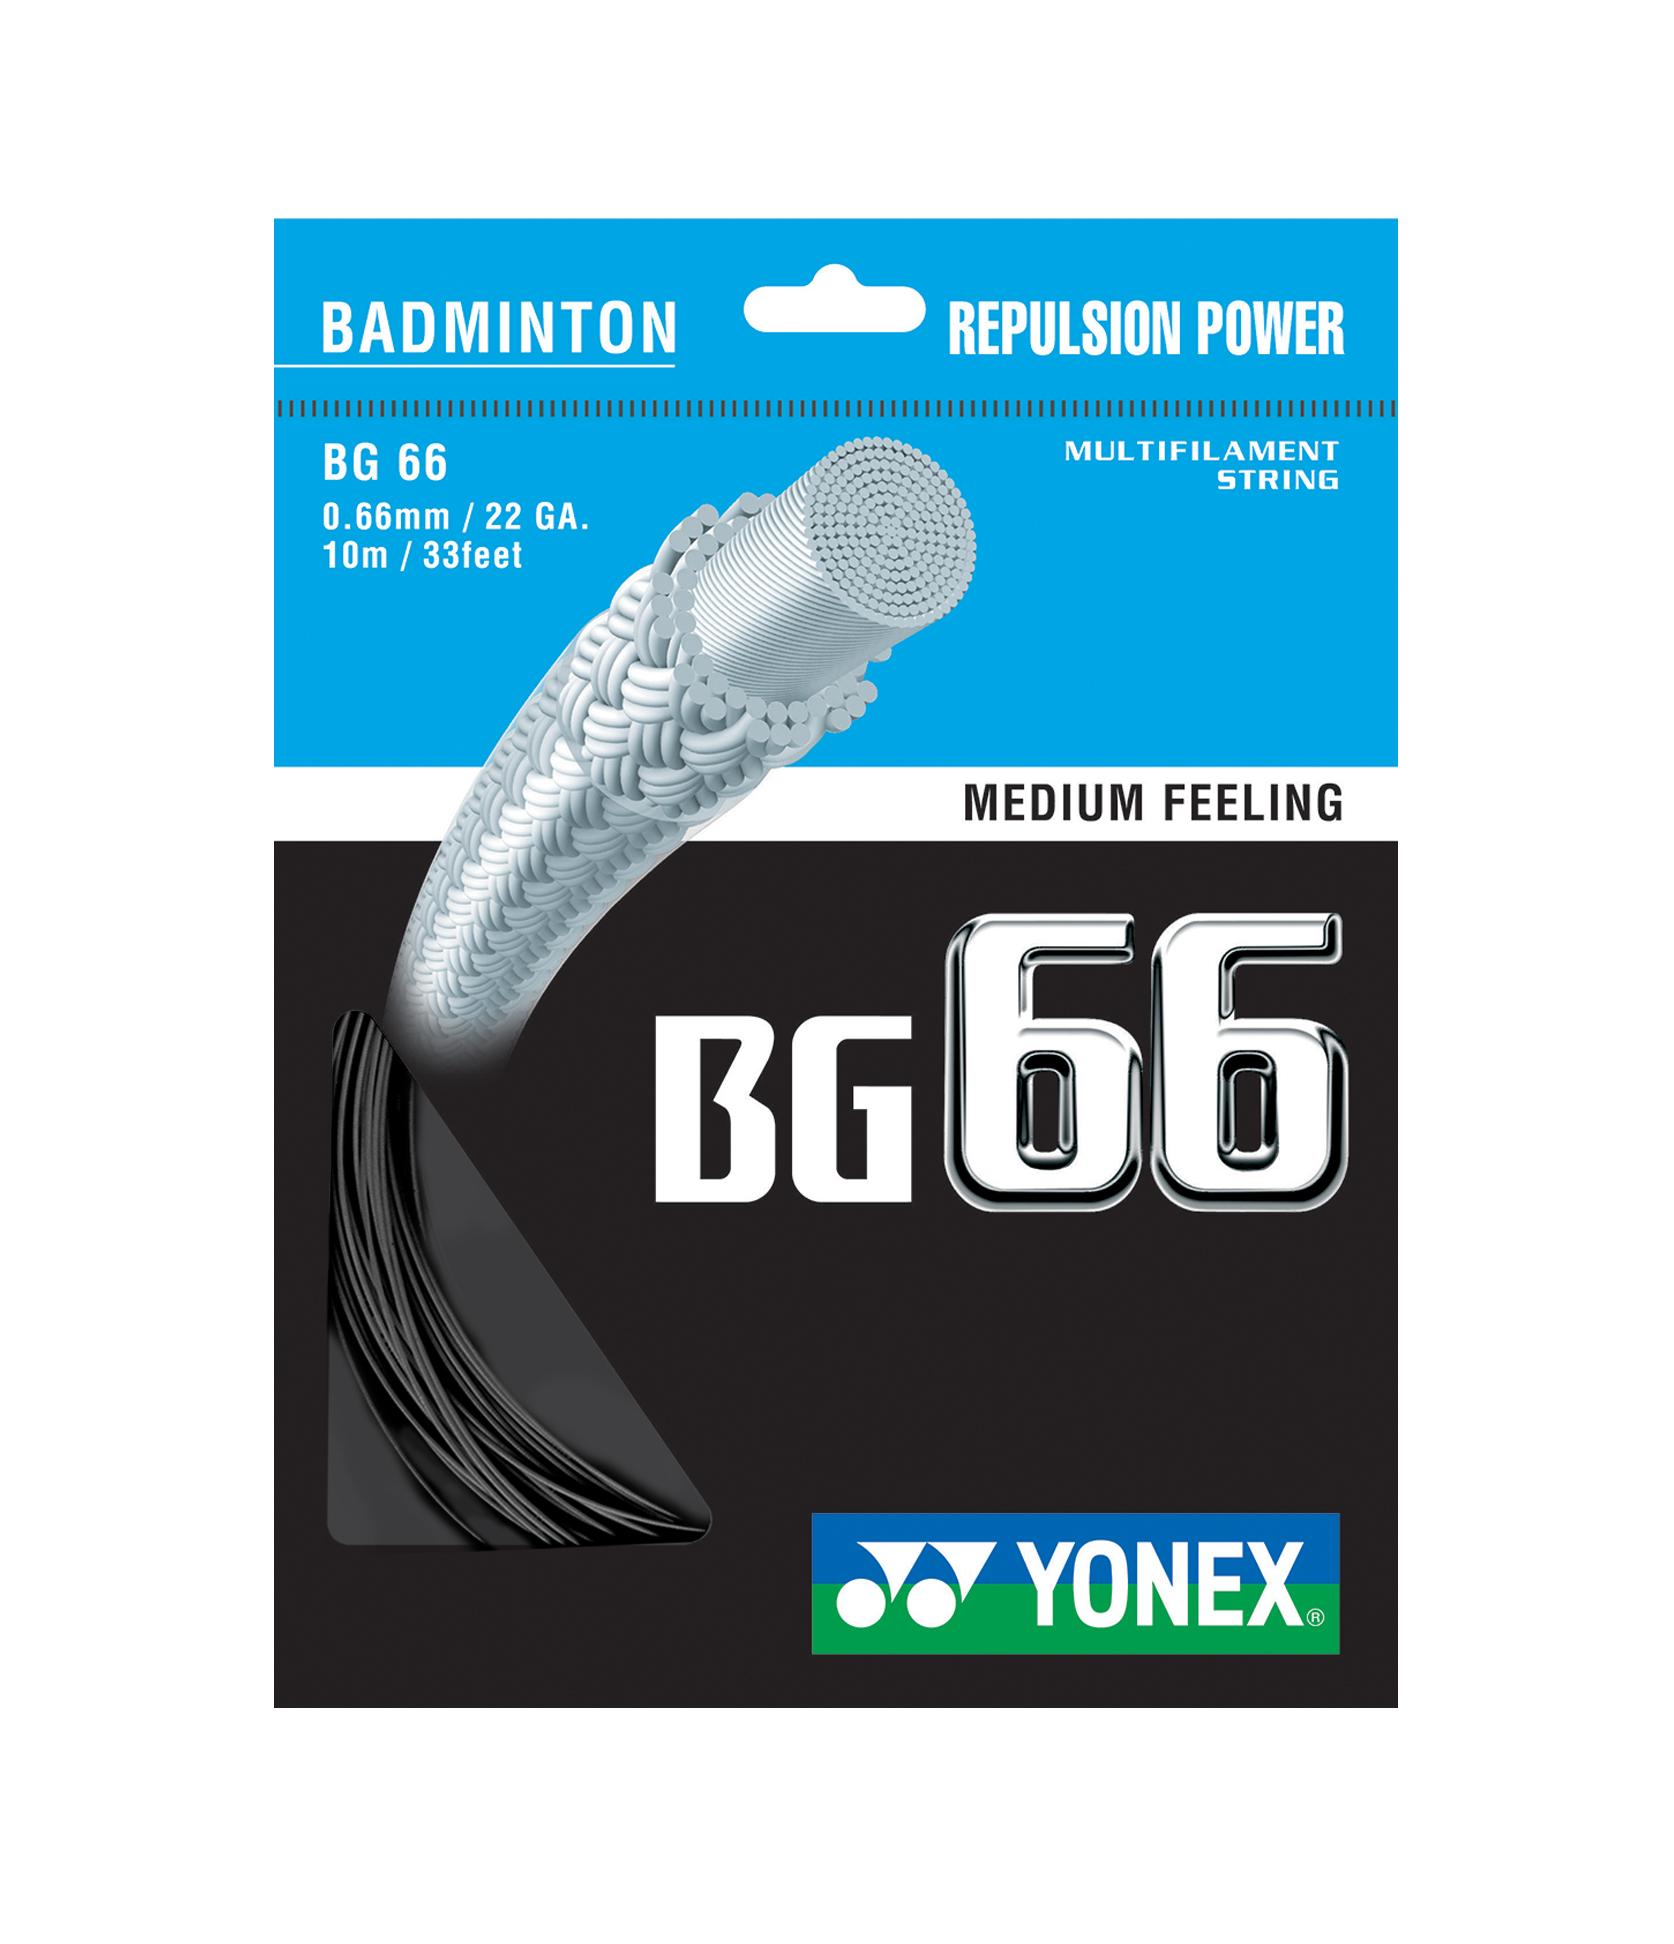 BADMINTON
REPULSION POWER
BG 66
0.66mm / 22 GA.
10m / 33feet
MULTIFILAMENT
STRING
MEDIUM FEELING
BG66
YONEX®